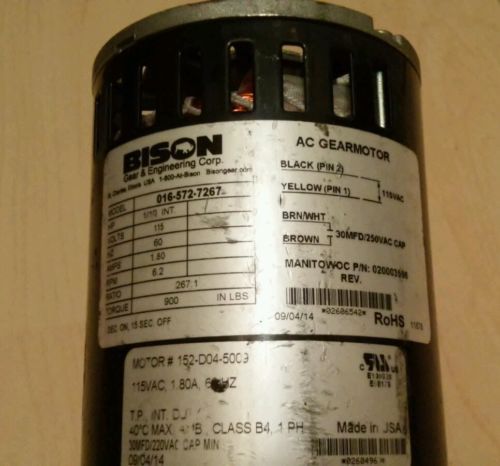 BISON
Gear & Engineering Corp.
St. Charles, Illinois USA 1-800-At-Bison Bisongear.com
MODEL 016-572-7267
HP 1/10 INT.
VOLTS 115
HZ 60
AMPS 1.80
RPM 6.2
RATIO 267.1
TORQUE 900 IN LBS
SEC. ON, 15 SEC. OFF
AC GEARMOTOR
BLACK (PIN 2)
YELLOW (PIN 1)
115VAC
BRN/WHT
BROWN
30MFD/250VAC CAP
MANITOWOC P/N:
REV.
09/04/14
*02606542*
RoHS
MOTOR # 152-D04-5009
115VAC, 1.80A, 60HZ
T.P., INT. DU
40°C MAX. AMB., CLASS B4, 1 PH
30MFD/220VAC CAP MIN
09/04/14
*0260496
Made in USA